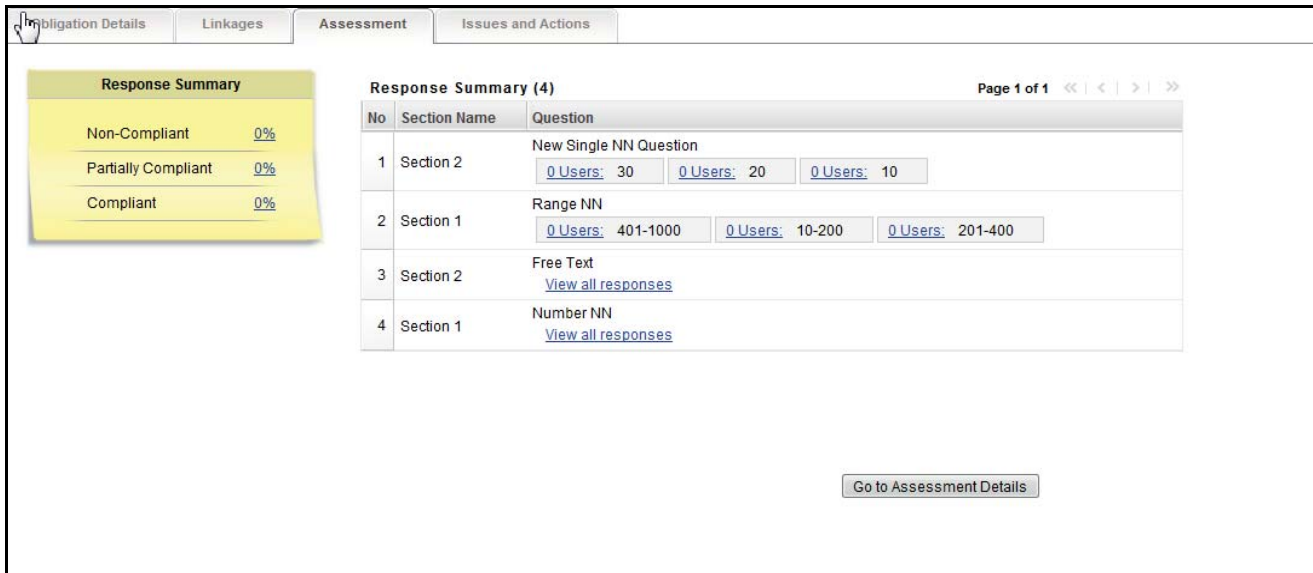 Obligation Details Linkages Assessment Issues and Actions
Response Summary
Non-Compliant 0%
Partially Compliant 0%
Compliant 0%
Response Summary (4) Page 1 of 1 << | < | > | >>
No Section Name Question
1 Section 2 New Single NN Question
0 Users: 30 0 Users: 20 0 Users: 10
2 Section 1 Range NN
0 Users: 401-1000 0 Users: 10-200 0 Users: 201-400
3 Section 2 Free Text
View all responses
4 Section 1 Number NN
View all responses
Go to Assessment Details